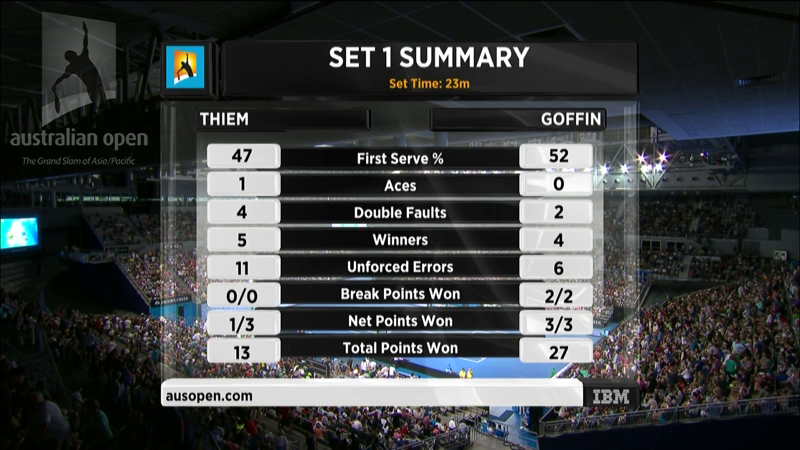 australian open
The Grand Slam of Asia/Pacific
SET 1 SUMMARY
Set Time: 23m
THIEM GOFFIN
47 First Serve % 52
1 Aces 0
4 Double Faults 2
5 Winners 4
11 Unforced Errors 6
0/0 Break Points Won 2/2
1/3 Net Points Won 3/3
13 Total Points Won 27
ausopen.com IBM